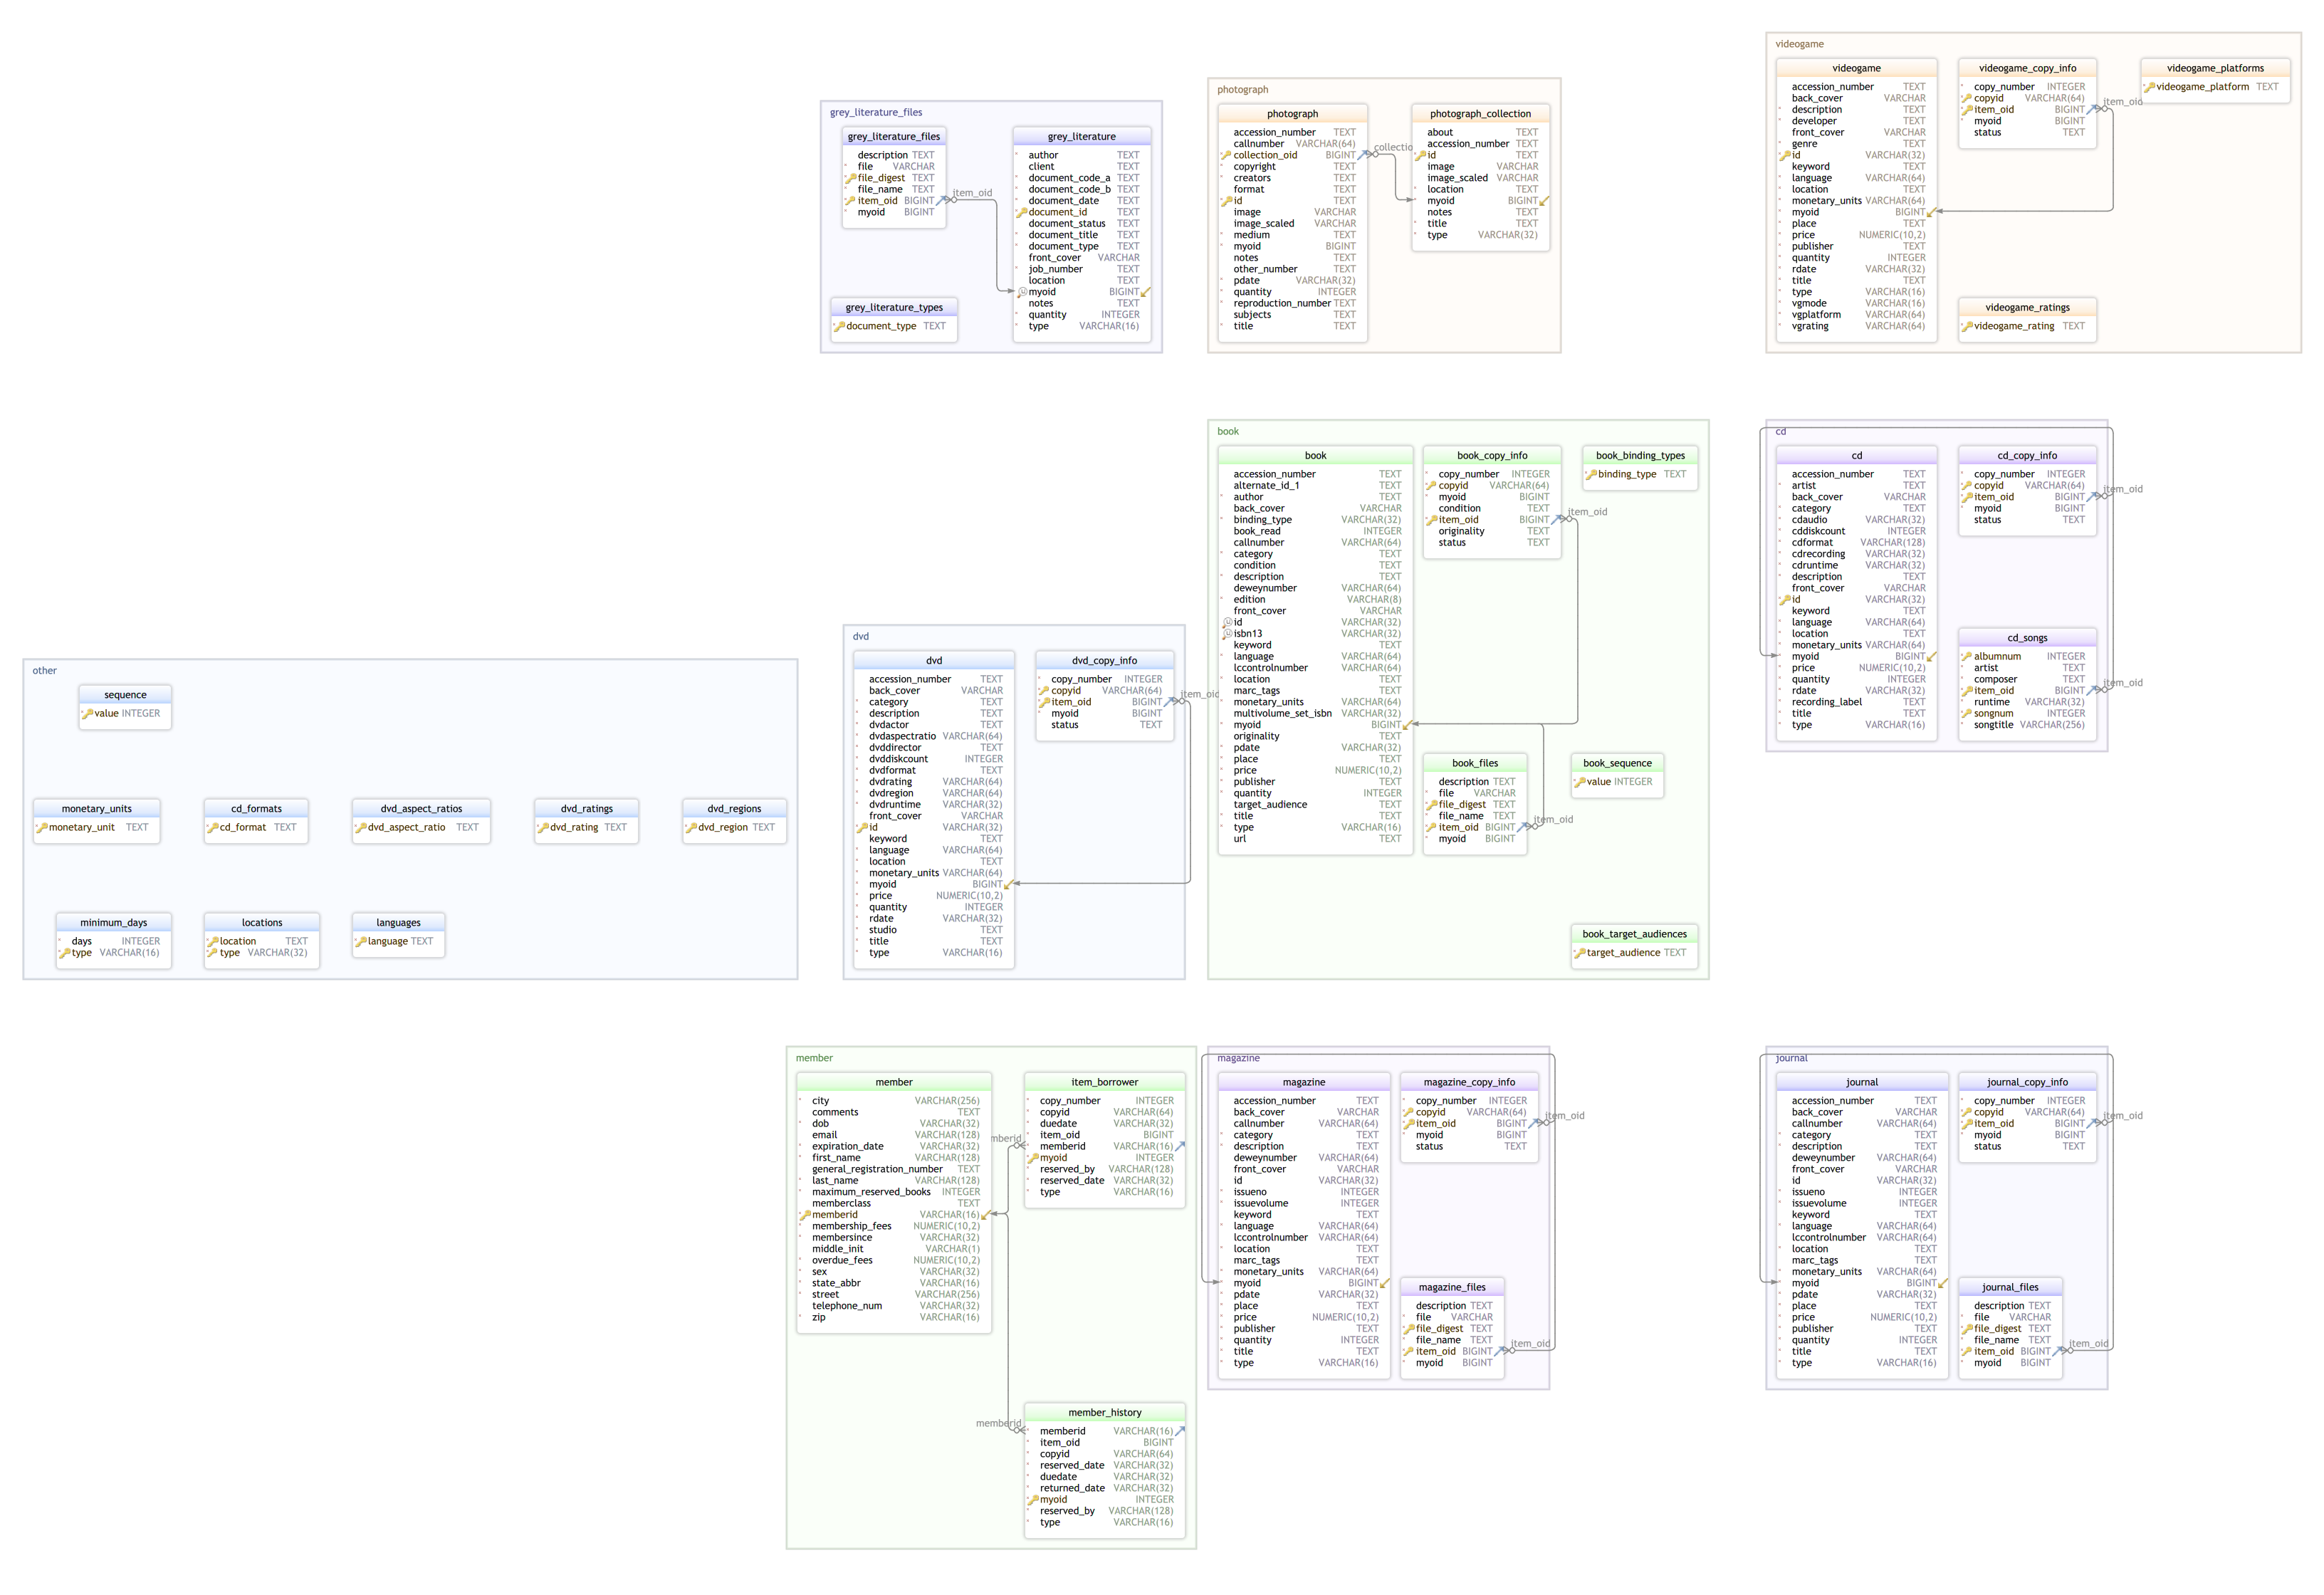 videogame
videogame
accession_number TEXT
back_cover VARCHAR
description TEXT
developer TEXT
front_cover VARCHAR
genre TEXT
id VARCHAR(32)
keyword TEXT
language VARCHAR(64)
location TEXT
monetary_units VARCHAR(64)
myoid BIGINT
place TEXT
price NUMERIC(10,2)
publisher TEXT
quantity INTEGER
rdate VARCHAR(32)
title TEXT
type VARCHAR(16)
vgmode VARCHAR(16)
vgplatform VARCHAR(64)
vgrating VARCHAR(64)
videogame_copy_info
copy_number INTEGER
copyid VARCHAR(64)
item_oid BIGINT
myoid BIGINT
status TEXT
item_oid
videogame_platforms
videogame_platform TEXT
videogame_ratings
videogame_rating TEXT
photograph
photograph
accession_number TEXT
callnumber VARCHAR(64)
collection_oid BIGINT
copyright TEXT
creators TEXT
format TEXT
id TEXT
image VARCHAR
image_scaled VARCHAR
medium TEXT
myoid BIGINT
notes TEXT
other_number TEXT
pdate VARCHAR(32)
quantity INTEGER
reproduction_number TEXT
subjects TEXT
title TEXT
collectio
photograph_collection
about TEXT
accession_number TEXT
id TEXT
image VARCHAR
image_scaled VARCHAR
location TEXT
myoid BIGINT
notes TEXT
title TEXT
type VARCHAR(32)
grey_literature_files
grey_literature_files
description TEXT
file VARCHAR
file_digest TEXT
file_name TEXT
item_oid BIGINT
myoid BIGINT
item_oid
grey_literature_types
document_type TEXT
grey_literature
author TEXT
client TEXT
document_code_a TEXT
document_code_b TEXT
document_date TEXT
document_id TEXT
document_status TEXT
document_title TEXT
document_type TEXT
front_cover VARCHAR
job_number TEXT
location TEXT
myoid BIGINT
notes TEXT
quantity INTEGER
type VARCHAR(16)
book
book
accession_number TEXT
alternate_id_1 TEXT
author TEXT
back_cover VARCHAR
binding_type VARCHAR(32)
book_read INTEGER
callnumber VARCHAR(64)
category TEXT
condition TEXT
description TEXT
deweynumber VARCHAR(64)
edition VARCHAR(8)
front_cover VARCHAR
id VARCHAR(32)
isbn13 VARCHAR(32)
keyword TEXT
language VARCHAR(64)
lccontrolnumber VARCHAR(64)
location TEXT
marc_tags TEXT
monetary_units VARCHAR(64)
multivolume_set_isbn VARCHAR(32)
myoid BIGINT
originality TEXT
pdate VARCHAR(32)
place TEXT
price NUMERIC(10,2)
publisher TEXT
quantity INTEGER
target_audience TEXT
title TEXT
type VARCHAR(16)
url TEXT
book_copy_info
copy_number INTEGER
copyid VARCHAR(64)
myoid BIGINT
condition TEXT
item_oid BIGINT
originality TEXT
status TEXT
item_oid
book_binding_types
binding_type TEXT
book_files
description TEXT
file VARCHAR
file_digest TEXT
file_name TEXT
item_oid BIGINT
myoid BIGINT
item_oid
book_sequence
value INTEGER
book_target_audiences
target_audience TEXT
cd
cd
accession_number TEXT
artist TEXT
back_cover VARCHAR
category TEXT
cdaudio VARCHAR(32)
cddiskcount INTEGER
cdformat VARCHAR(128)
cdrecording VARCHAR(32)
cdruntime VARCHAR(32)
description TEXT
front_cover VARCHAR
id VARCHAR(32)
keyword TEXT
language VARCHAR(64)
location TEXT
monetary_units VARCHAR(64)
myoid BIGINT
price NUMERIC(10,2)
quantity INTEGER
rdate VARCHAR(32)
recording_label TEXT
title TEXT
type VARCHAR(16)
cd_copy_info
copy_number INTEGER
copyid VARCHAR(64)
item_oid BIGINT
myoid BIGINT
status TEXT
item_oid
cd_songs
albumnum INTEGER
artist TEXT
composer TEXT
item_oid BIGINT
runtime VARCHAR(32)
songnum INTEGER
songtitle VARCHAR(256)
item_oid
dvd
dvd
accession_number TEXT
back_cover VARCHAR
category TEXT
description TEXT
dvdactor TEXT
dvdaspectratio VARCHAR(64)
dvddirector TEXT
dvddiskcount INTEGER
dvdformat TEXT
dvdrating VARCHAR(64)
dvdregion VARCHAR(64)
dvdruntime VARCHAR(32)
front_cover VARCHAR
id VARCHAR(32)
keyword TEXT
language VARCHAR(64)
location TEXT
monetary_units VARCHAR(64)
myoid BIGINT
price NUMERIC(10,2)
quantity INTEGER
rdate VARCHAR(32)
studio TEXT
title TEXT
type VARCHAR(16)
dvd_copy_info
copy_number INTEGER
copyid VARCHAR(64)
item_oid BIGINT
myoid BIGINT
status TEXT
item_oid
other
sequence
value INTEGER
monetary_units
monetary_unit TEXT
cd_formats
cd_format TEXT
dvd_aspect_ratios
dvd_aspect_ratio TEXT
dvd_ratings
dvd_rating TEXT
dvd_regions
dvd_region TEXT
minimum_days
days INTEGER
type VARCHAR(16)
locations
location TEXT
type VARCHAR(32)
languages
language TEXT
member
member
city VARCHAR(256)
comments TEXT
dob VARCHAR(32)
email VARCHAR(128)
expiration_date VARCHAR(32)
first_name VARCHAR(128)
general_registration_number TEXT
last_name VARCHAR(128)
maximum_reserved_books INTEGER
memberclass TEXT
memberid VARCHAR(16)
membership_fees NUMERIC(10,2)
membersince VARCHAR(32)
middle_init VARCHAR(1)
overdue_fees NUMERIC(10,2)
sex VARCHAR(32)
state_abbr VARCHAR(16)
street VARCHAR(256)
telephone_num VARCHAR(32)
zip VARCHAR(16)
item_borrower
copy_number INTEGER
copyid VARCHAR(64)
duedate VARCHAR(32)
item_oid BIGINT
memberid VARCHAR(16)
myoid INTEGER
reserved_by VARCHAR(128)
reserved_date VARCHAR(32)
type VARCHAR(16)
mberid
member_history
memberid VARCHAR(16)
item_oid BIGINT
copyid VARCHAR(64)
reserved_date VARCHAR(32)
duedate VARCHAR(32)
returned_date VARCHAR(32)
myoid INTEGER
reserved_by VARCHAR(128)
type VARCHAR(16)
memberid
magazine
magazine
accession_number TEXT
back_cover VARCHAR
callnumber VARCHAR(64)
category TEXT
description TEXT
deweynumber VARCHAR(64)
front_cover VARCHAR
id VARCHAR(32)
issueno INTEGER
issuevolume INTEGER
keyword TEXT
language VARCHAR(64)
lccontrolnumber VARCHAR(64)
location TEXT
marc_tags TEXT
monetary_units VARCHAR(64)
myoid BIGINT
pdate VARCHAR(32)
place TEXT
price NUMERIC(10,2)
publisher TEXT
quantity INTEGER
title TEXT
type VARCHAR(16)
magazine_copy_info
copy_number INTEGER
copyid VARCHAR(64)
item_oid BIGINT
myoid BIGINT
status TEXT
item_oid
magazine_files
description TEXT
file VARCHAR
file_digest TEXT
file_name TEXT
item_oid BIGINT
myoid BIGINT
item_oid
journal
journal
accession_number TEXT
back_cover VARCHAR
callnumber VARCHAR(64)
category TEXT
description TEXT
deweynumber VARCHAR(64)
front_cover VARCHAR
id VARCHAR(32)
issueno INTEGER
issuevolume INTEGER
keyword TEXT
language VARCHAR(64)
lccontrolnumber VARCHAR(64)
location TEXT
marc_tags TEXT
monetary_units VARCHAR(64)
myoid BIGINT
pdate VARCHAR(32)
place TEXT
price NUMERIC(10,2)
publisher TEXT
quantity INTEGER
title TEXT
type VARCHAR(16)
journal_copy_info
copy_number INTEGER
copyid VARCHAR(64)
item_oid BIGINT
myoid BIGINT
status TEXT
item_oid
journal_files
description TEXT
file VARCHAR
file_digest TEXT
file_name TEXT
item_oid BIGINT
myoid BIGINT
item_oid